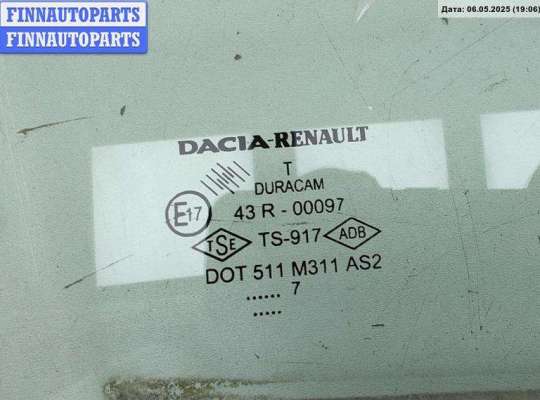 FINNAUTOPARTS
FINNAUTOPARTS
Дата: 06.05.2025 (19:06)
DACIA-RENAULT
T
DURACAM
E17 43 R - 00097
TSE TS-917 ADB
DOT 511 M311 AS2
...... 7
.....